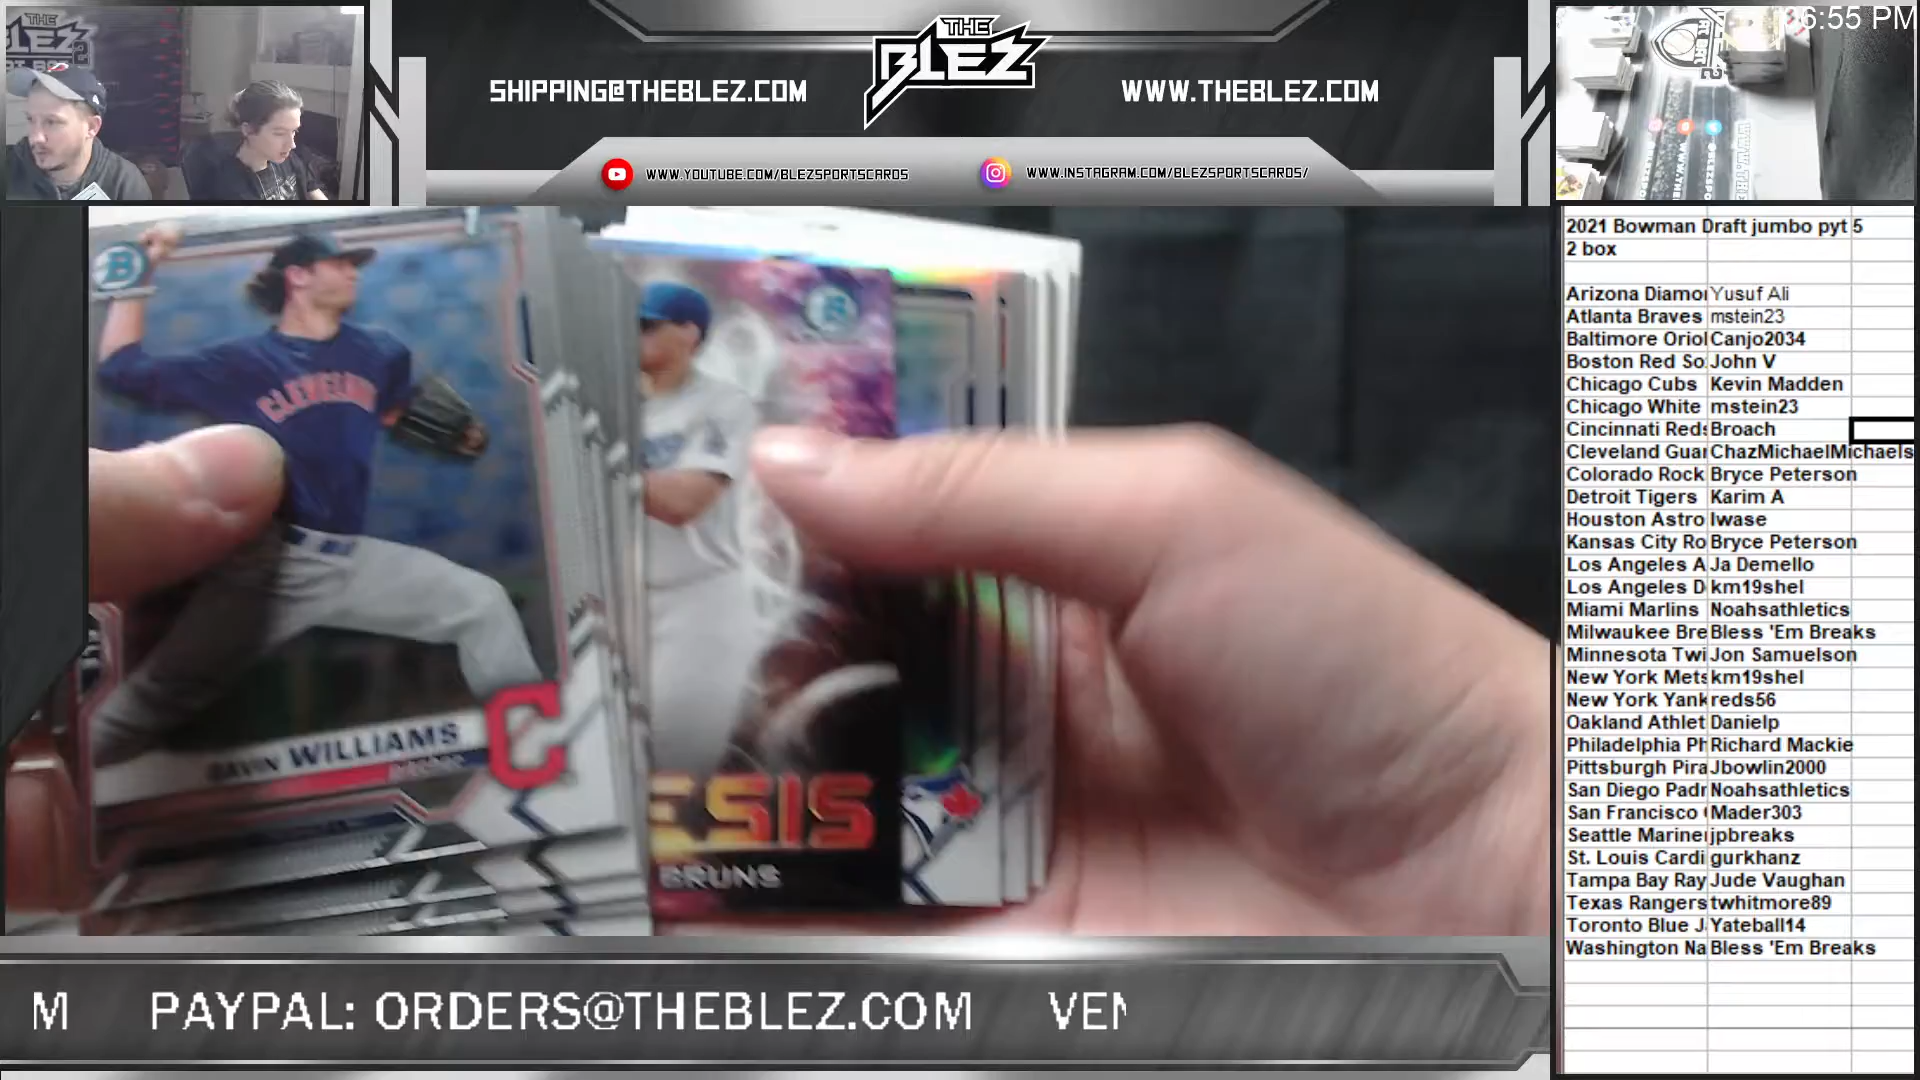 THE
BLEZ
SHIPPING@THEBLEZ.COM
WWW.THEBLEZ.COM
WWW.YOUTUBE.COM/BLEZSPORTSCARDS
WWW.INSTAGRAM.COM/BLEZSPORTSCARDS/
06:55 PM
2021 Bowman Draft jumbo pyt 5
2 box
Arizona Diamo Yusuf Ali
Atlanta Braves mstein23
Baltimore Oriol Canjo2034
Boston Red So John V
Chicago Cubs Kevin Madden
Chicago White mstein23
Cincinnati Reds Broach
Cleveland Guar ChazMichaelMichaels
Colorado Rock Bryce Peterson
Detroit Tigers Karim A
Houston Astro Iwase
Kansas City Ro Bryce Peterson
Los Angeles A Ja Demello
Los Angeles D km19shel
Miami Marlins Noahsathletics
Milwaukee Bre Bless 'Em Breaks
Minnesota Twi Jon Samuelson
New York Mets km19shel
New York Yank reds56
Oakland Athlet Danielp
Philadelphia Ph Richard Mackie
Pittsburgh Pira Jbowlin2000
San Diego Padr Noahsathletics
San Francisco Mader303
Seattle Mariner jpbreaks
St. Louis Cardi gurkhanz
Tampa Bay Ray Jude Vaughan
Texas Rangers twhitmore89
Toronto Blue J Yateball14
Washington Na Bless 'Em Breaks
B
CLEVELAND
GAVIN WILLIAMS
C
ESIS
BRUNS
M PAYPAL: ORDERS@THEBLEZ.COM VEN